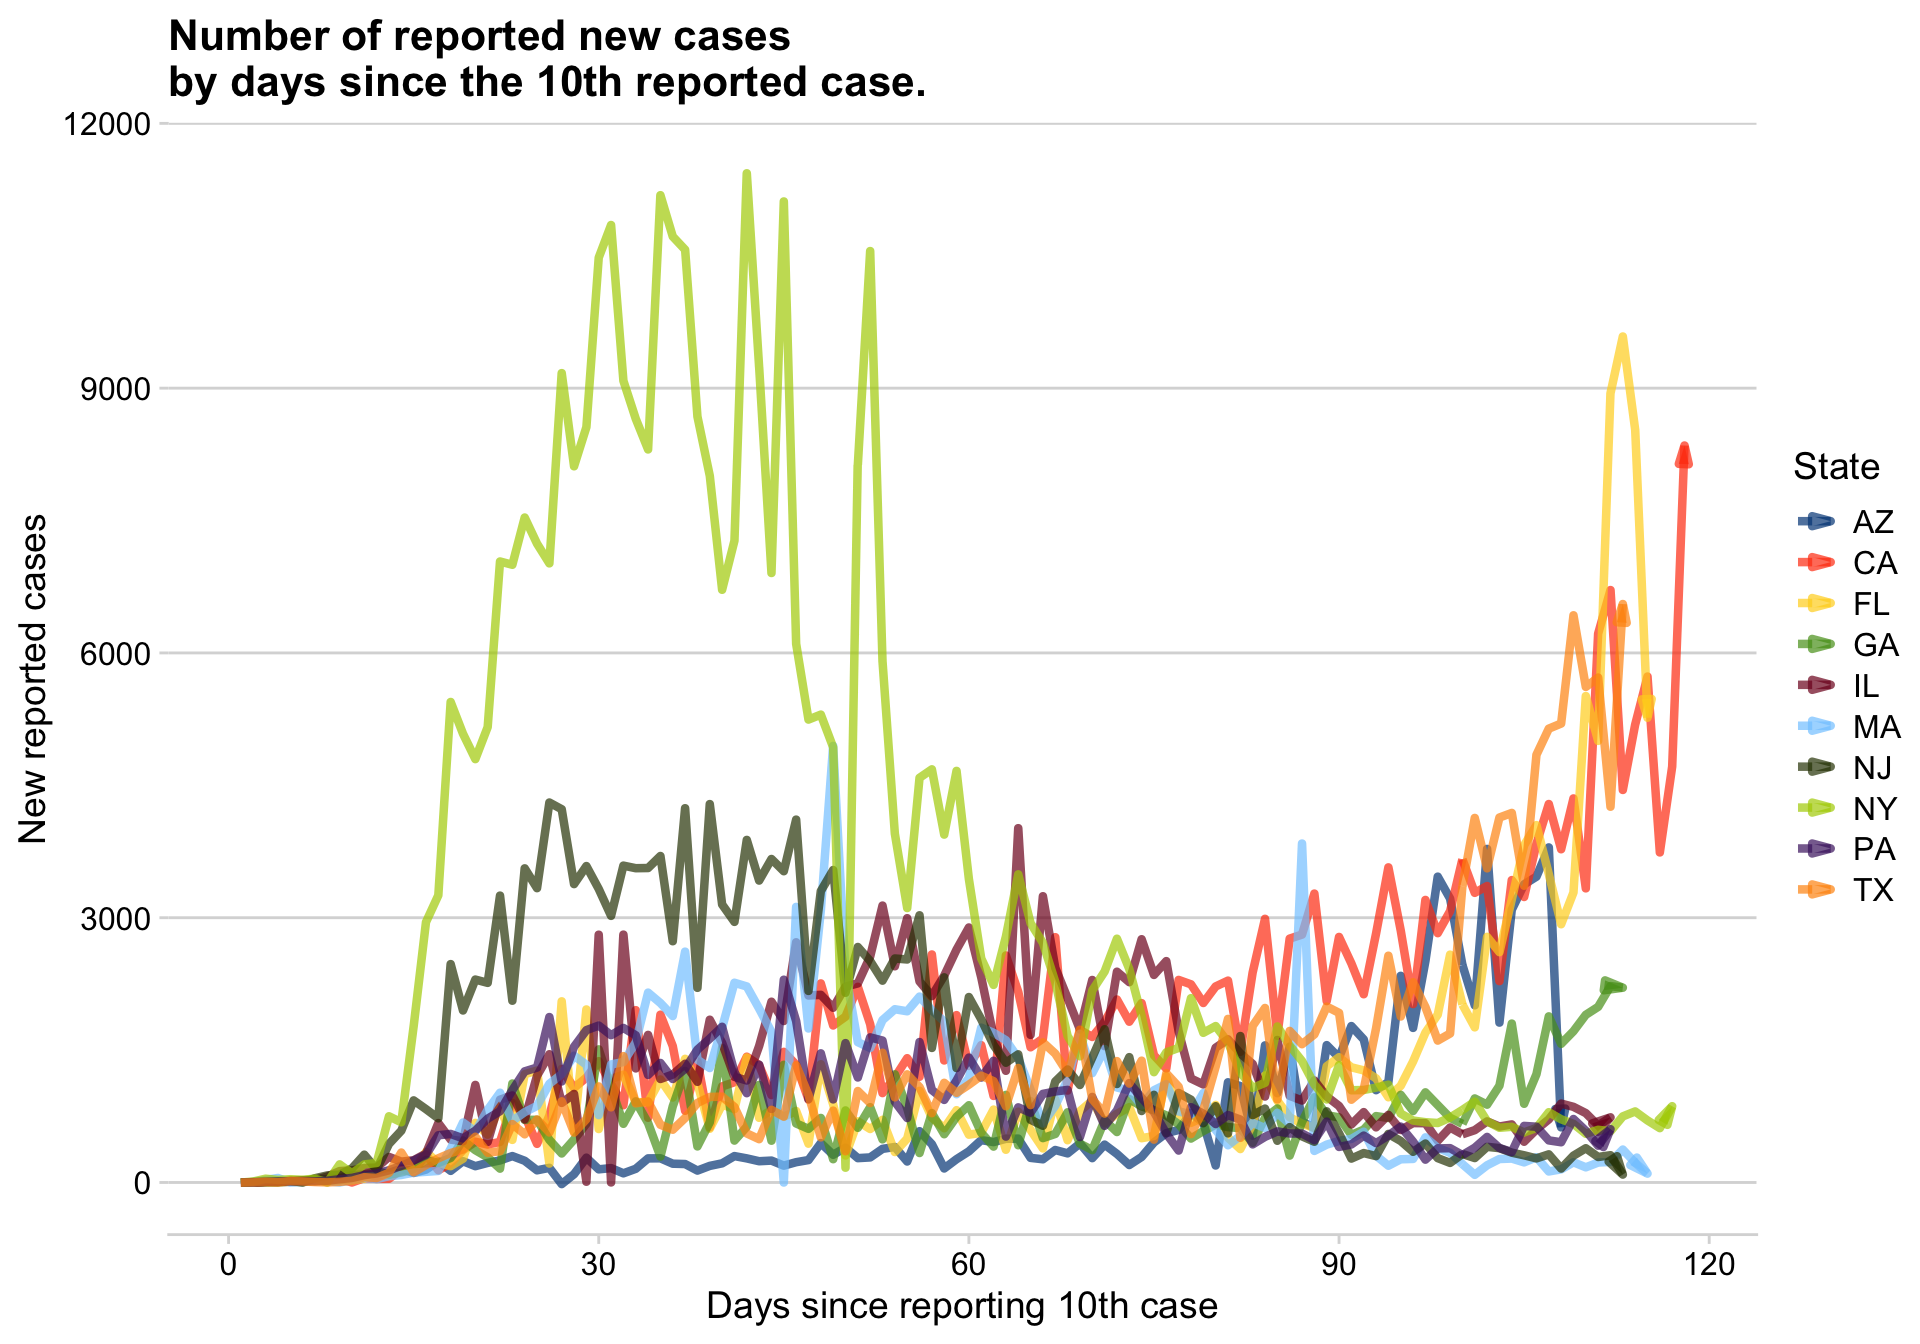 Number of reported new cases
by days since the 10th reported case.
12000
9000
6000
3000
0
New reported cases
0
30
60
90
120
Days since reporting 10th case
State
AZ
CA
FL
GA
IL
MA
NJ
NY
PA
TX